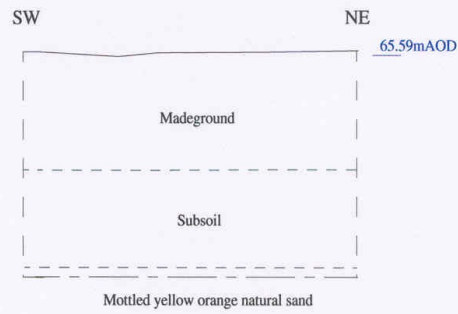 SW NE
65.59mAOD
Madeground
Subsoil
Mottled yellow orange natural sand